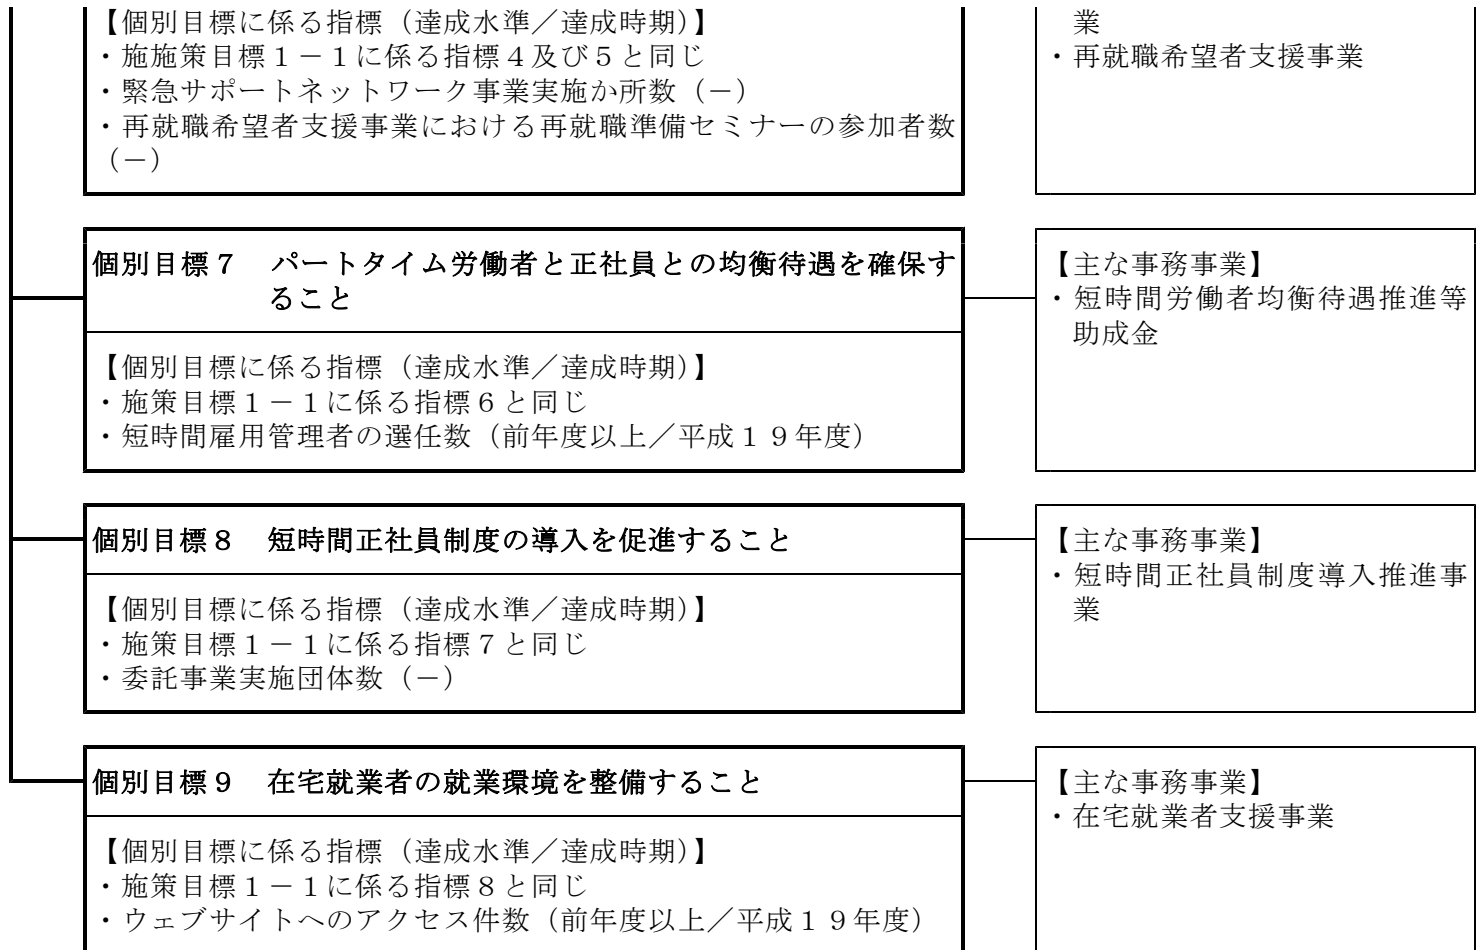 【個別目標に係る指標（達成水準／達成時期）】
・施施策目標１－１に係る指標４及び５と同じ
・緊急サポートネットワーク事業実施か所数（－）
・再就職希望者支援事業における再就職準備セミナーの参加者数
（－）
業
・再就職希望者支援事業
個別目標７　パートタイム労働者と正社員との均衡待遇を確保す
ること
【個別目標に係る指標（達成水準／達成時期）】
・施策目標１－１に係る指標６と同じ
・短時間雇用管理者の選任数（前年度以上／平成１９年度）
【主な事務事業】
・短時間労働者均衡待遇推進等
助成金
個別目標８　短時間正社員制度の導入を促進すること
【個別目標に係る指標（達成水準／達成時期）】
・施策目標１－１に係る指標７と同じ
・委託事業実施団体数（－）
【主な事務事業】
・短時間正社員制度導入推進事
業
個別目標９　在宅就業者の就業環境を整備すること
【個別目標に係る指標（達成水準／達成時期）】
・施策目標１－１に係る指標８と同じ
・ウェブサイトへのアクセス件数（前年度以上／平成１９年度）
【主な事務事業】
・在宅就業者支援事業